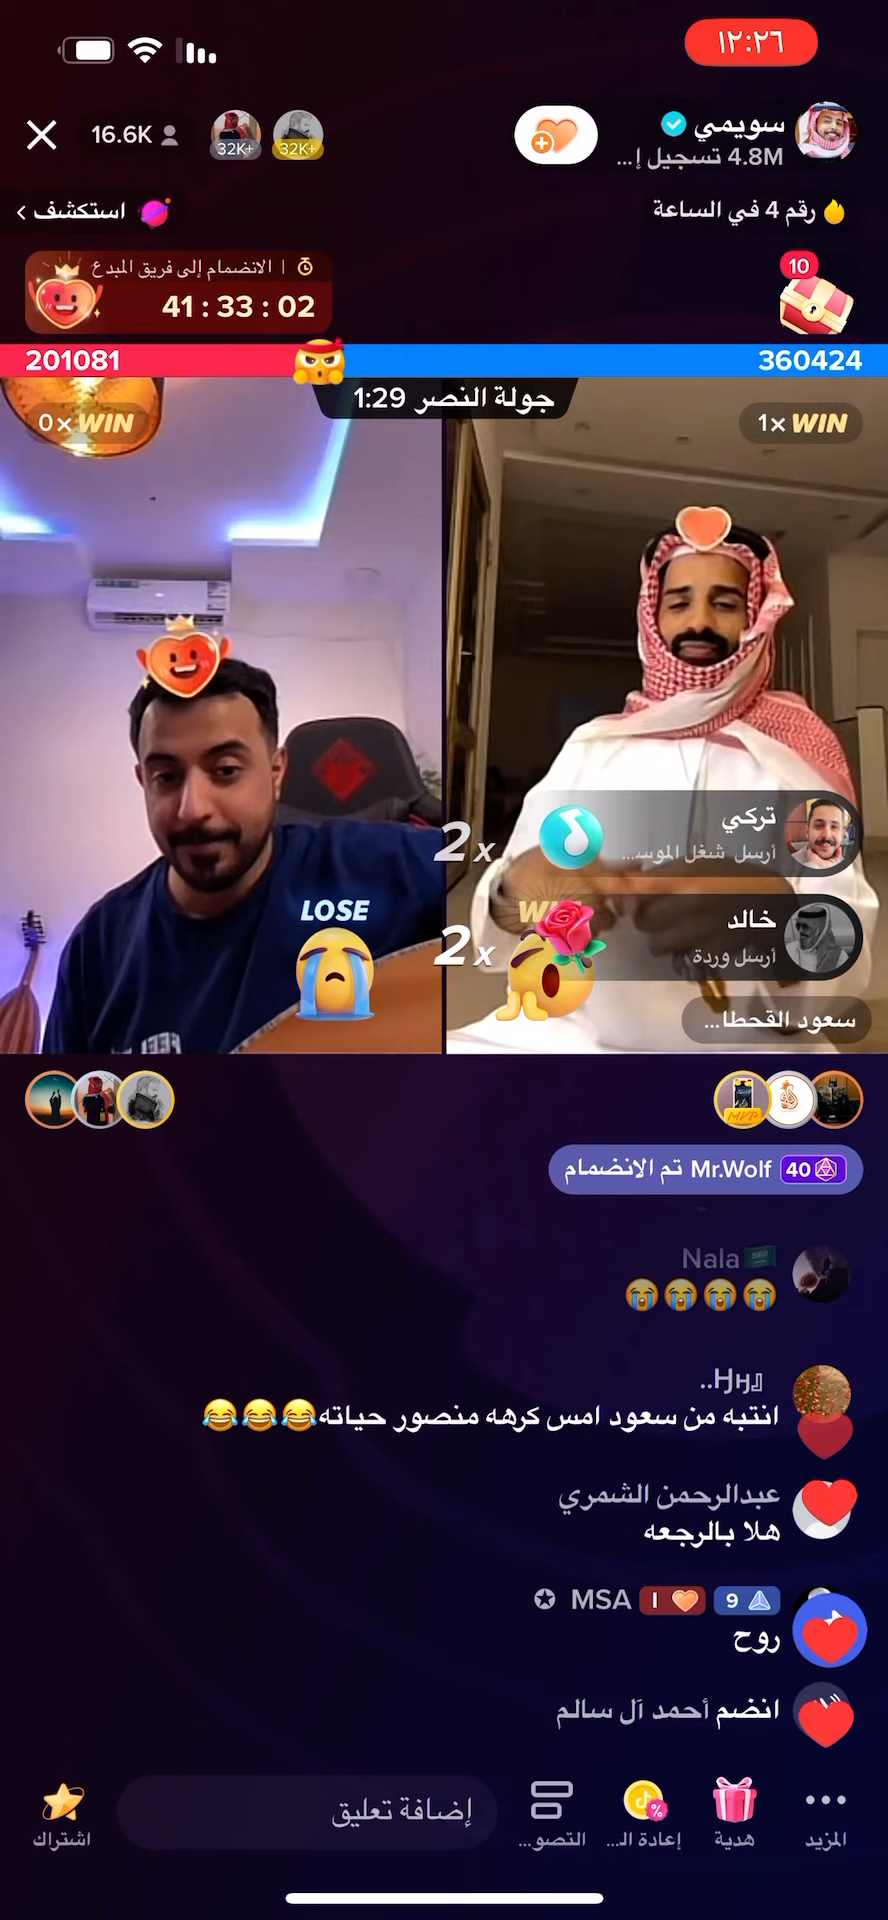 ١٢:٢٦
سويمي
4.8M تسجيل إ...
32K+
32K+
16.6K
رقم 4 في الساعة
استكشف
الانضمام إلى فريق المبدع
41 : 33 : 02
10
201081
360424
جولة النصر 1:29
0x WIN
1x WIN
تركي
أرسل شغل الموسـ...
2x
LOSE
خالد
أرسل وردة
2x
سعود القحطا...
MVP
40 Mr.Wolf تم الانضمام
Nala
..ꞪḩⱧ』
انتبه من سعود امس كرهه منصور حياته😂😂😂
عبدالرحمن الشمري
هلا بالرجعه
9 I MSA
روح
انضم أحمد آل سالم
إضافة تعليق
المزيد
هدية
إعادة الـ...
التصو...
اشتراك